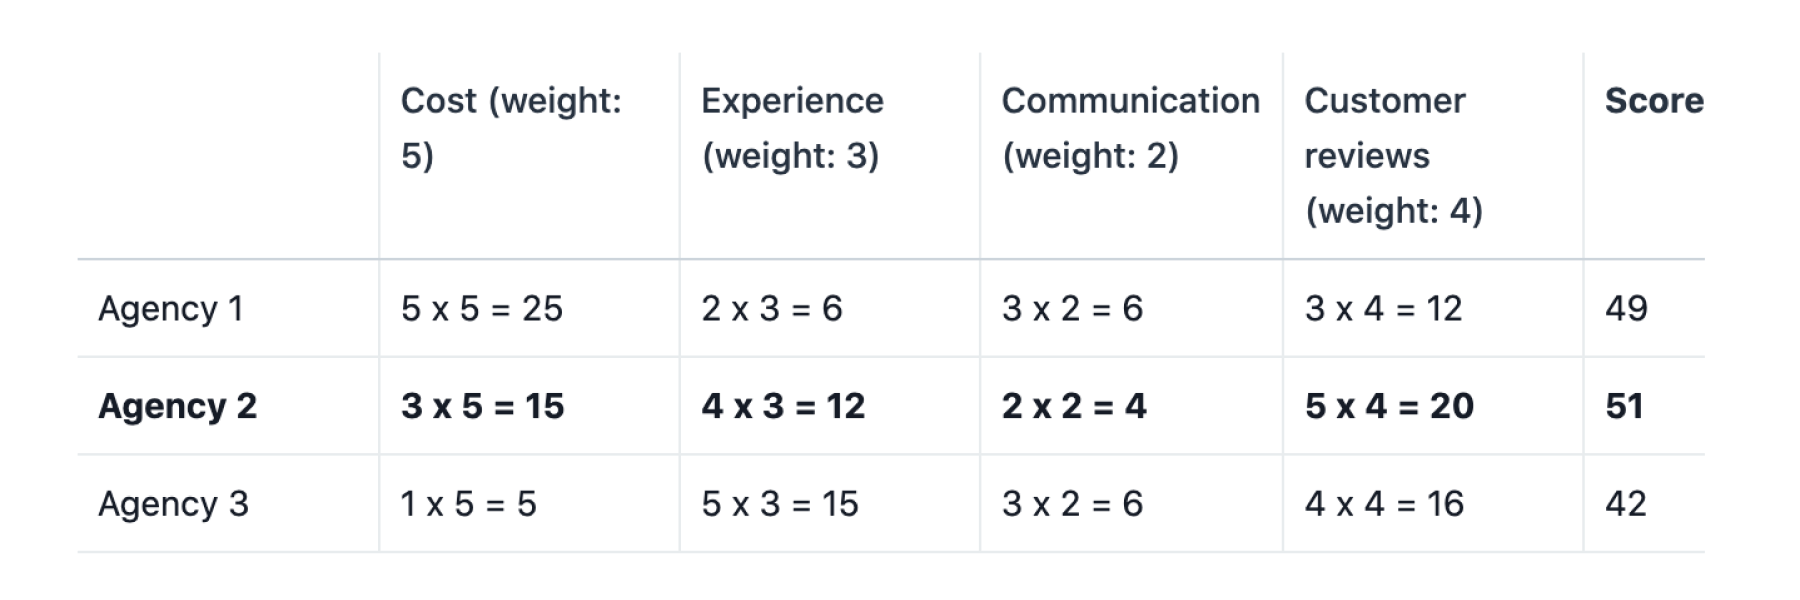 Cost (weight: 5) Experience (weight: 3) Communication (weight: 2) Customer reviews (weight: 4) Score
Agency 1 5 x 5 = 25 2 x 3 = 6 3 x 2 = 6 3 x 4 = 12 49
Agency 2 3 x 5 = 15 4 x 3 = 12 2 x 2 = 4 5 x 4 = 20 51
Agency 3 1 x 5 = 5 5 x 3 = 15 3 x 2 = 6 4 x 4 = 16 42